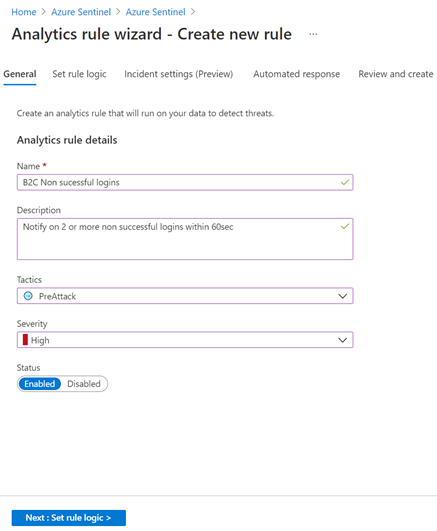 Home > Azure Sentinel > Azure Sentinel >
Analytics rule wizard - Create new rule ...
General Set rule logic Incident settings (Preview) Automated response Review and create
Create an analytics rule that will run on your data to detect threats.
Analytics rule details
Name *
B2C Non sucessful logins
Description
Notify on 2 or more non successful logins within 60sec
Tactics
PreAttack
Severity
High
Status
Enabled Disabled
Next : Set rule logic >